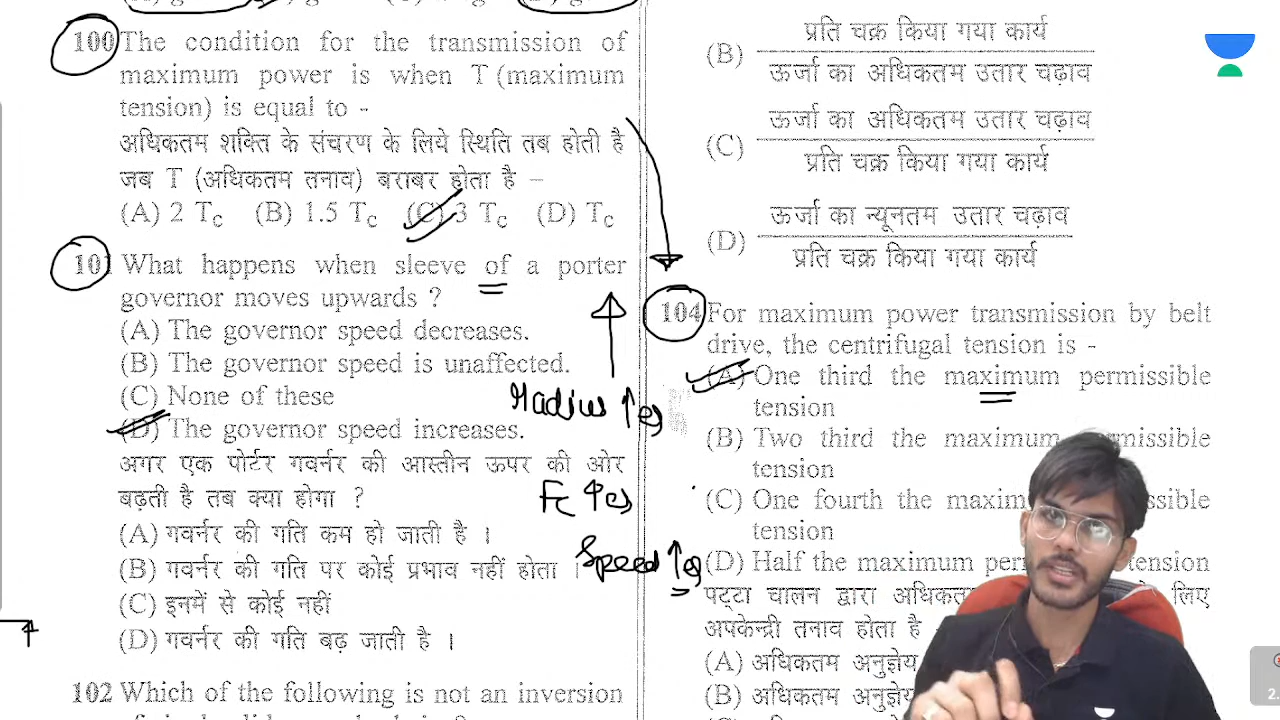 100 The condition for the transmission of
maximum power is when T (maximum
tension) is equal to -
अधिकतम शक्ति के संचरण के लिये स्थिति तब होती है
जब T (अधिकतम तनाव) बराबर होता है –
(A) 2 Tc (B) 1.5 Tc (C) 3 Tc (D) Tc
101 What happens when sleeve of a porter
governor moves upwards ?
(A) The governor speed decreases.
(B) The governor speed is unaffected.
(C) None of these
(D) The governor speed increases.
अगर एक पोर्टर गवर्नर की आस्तीन ऊपर की ओर
बढ़ती है तब क्या होगा ?
(A) गवर्नर की गति कम हो जाती है ।
(B) गवर्नर की गति पर कोई प्रभाव नहीं होता ।
(C) इनमें से कोई नहीं
(D) गवर्नर की गति बढ़ जाती है ।
102 Which of the following is not an inversion
Radius ↑es
Fc ↑es
Speed ↑es
(B) प्रति चक्र किया गया कार्य
ऊर्जा का अधिकतम उतार चढ़ाव
(C) ऊर्जा का अधिकतम उतार चढ़ाव
प्रति चक्र किया गया कार्य
(D) ऊर्जा का न्यूनतम उतार चढ़ाव
प्रति चक्र किया गया कार्य
104 For maximum power transmission by belt
drive, the centrifugal tension is -
(A) One third the maximum permissible
tension
(B) Two third the maximum permissible
tension
(C) One fourth the
tension
(D) Half the maximum tension
पट्टा चालन द्वारा लिए
अपकेन्द्री तनाव होता है
(A) अधिकतम अनुज्ञेय
(B) अधिकतम अनुज्ञेय